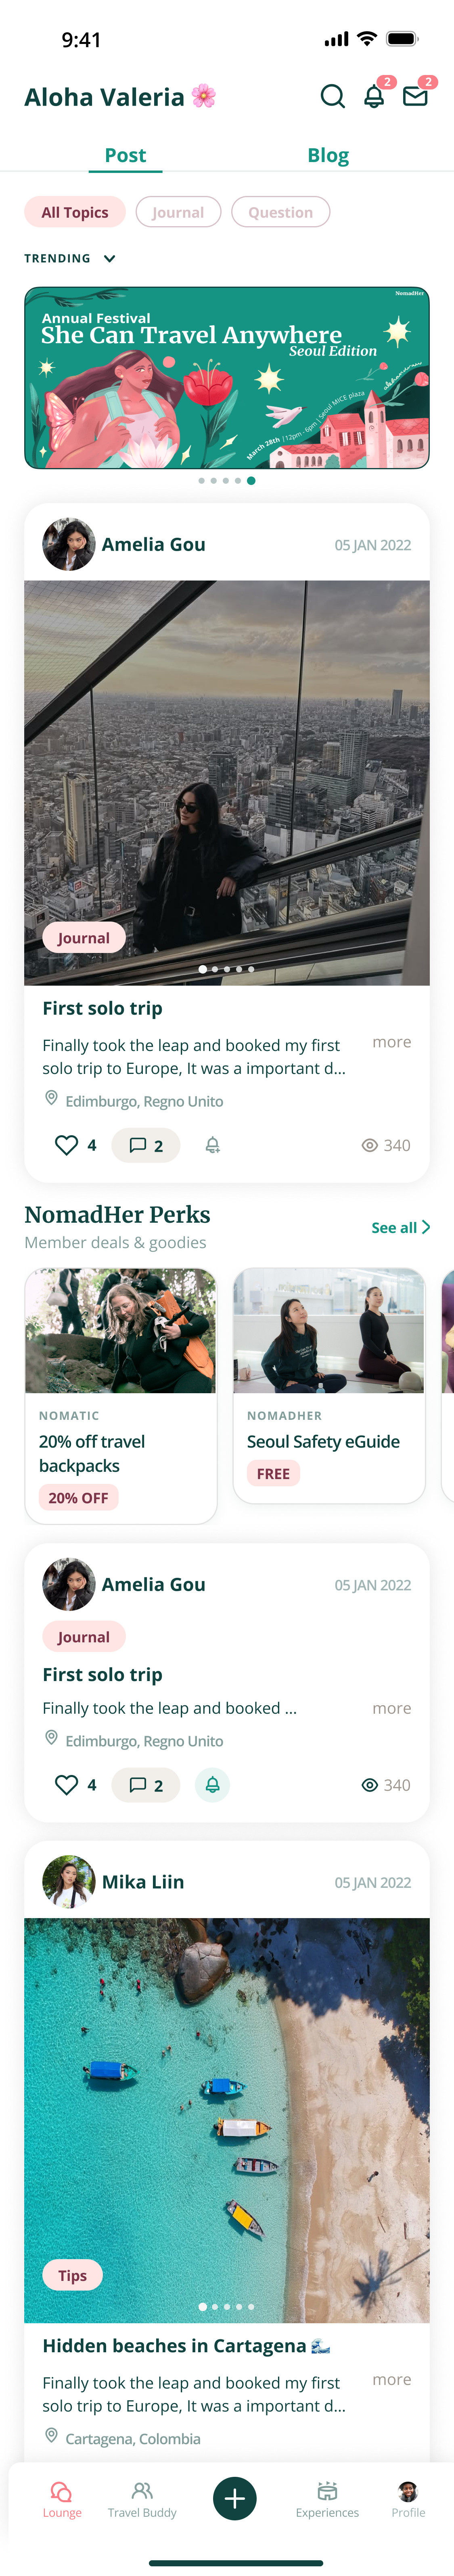 9:41
Aloha Valeria 🌸
2
2
Post
Blog
All Topics
Journal
Question
TRENDING
NomadHer
Annual Festival
She Can Travel Anywhere
Seoul Edition
March 28th | 12pm - 6pm | Seoul MICE plaza
Amelia Gou
05 JAN 2022
Journal
First solo trip
Finally took the leap and booked my first
solo trip to Europe, It was a important d...
more
Edimburgo, Regno Unito
4
2
340
NomadHer Perks
Member deals & goodies
See all
NOMATIC
20% off travel
backpacks
20% OFF
NOMADHER
Seoul Safety eGuide
FREE
Amelia Gou
05 JAN 2022
Journal
First solo trip
Finally took the leap and booked ...
more
Edimburgo, Regno Unito
4
2
340
Mika Liin
05 JAN 2022
Tips
Hidden beaches in Cartagena 🌊
Finally took the leap and booked my first
solo trip to Europe, It was a important d...
more
Cartagena, Colombia
Lounge
Travel Buddy
Experiences
Profile